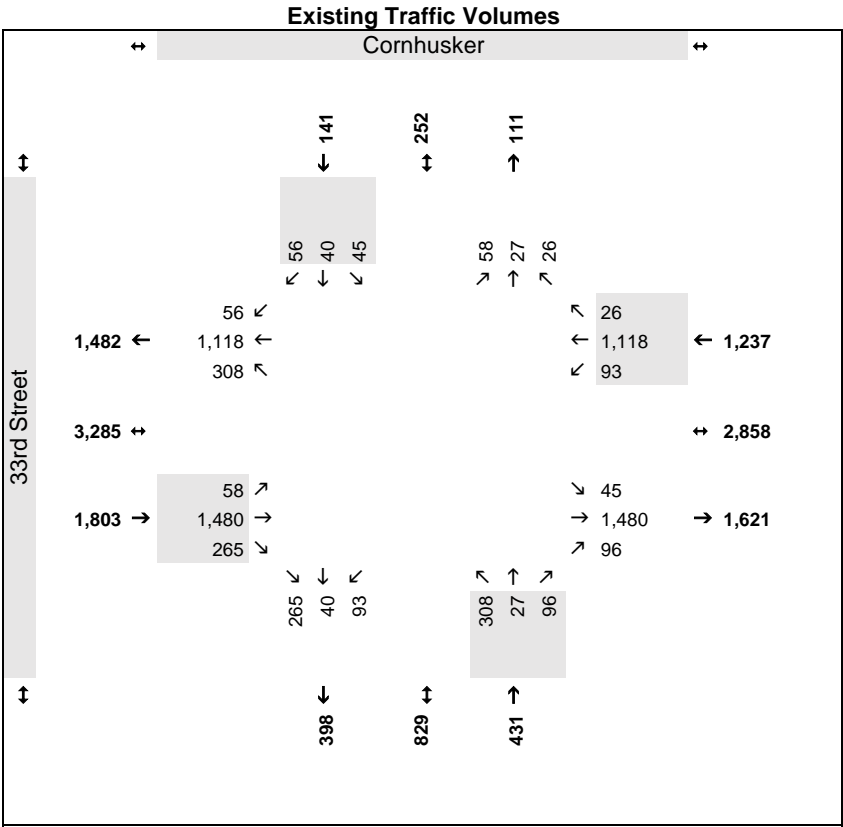 Existing Traffic Volumes
↔ Cornhusker ↔
141 252 111
↕ ↓ ↕ ↑
56 40 45 58 27 26
↙ ↓ ↘ ↗ ↑ ↖
56 ↙ ↖ 26
1,482 ← 1,118 ← ← 1,118 ← 1,237
308 ↖ ↙ 93
33rd Street
3,285 ↔ ↔ 2,858
58 ↗ ↘ 45
1,803 → 1,480 → → 1,480 → 1,621
265 ↘ ↗ 96
↘ ↓ ↙ ↖ ↑ ↗
265 40 93 308 27 96
↕ ↓ ↕ ↑
398 829 431